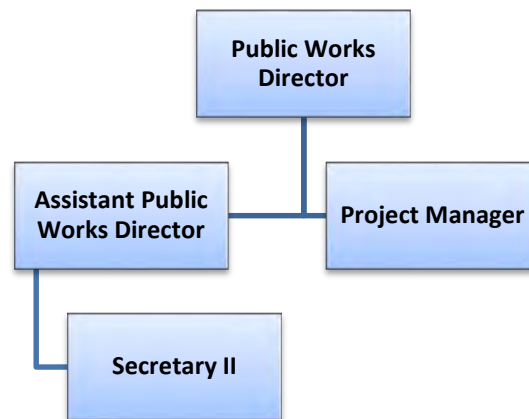 Public Works
Director
Assistant Public
Works Director
Project Manager
Secretary II